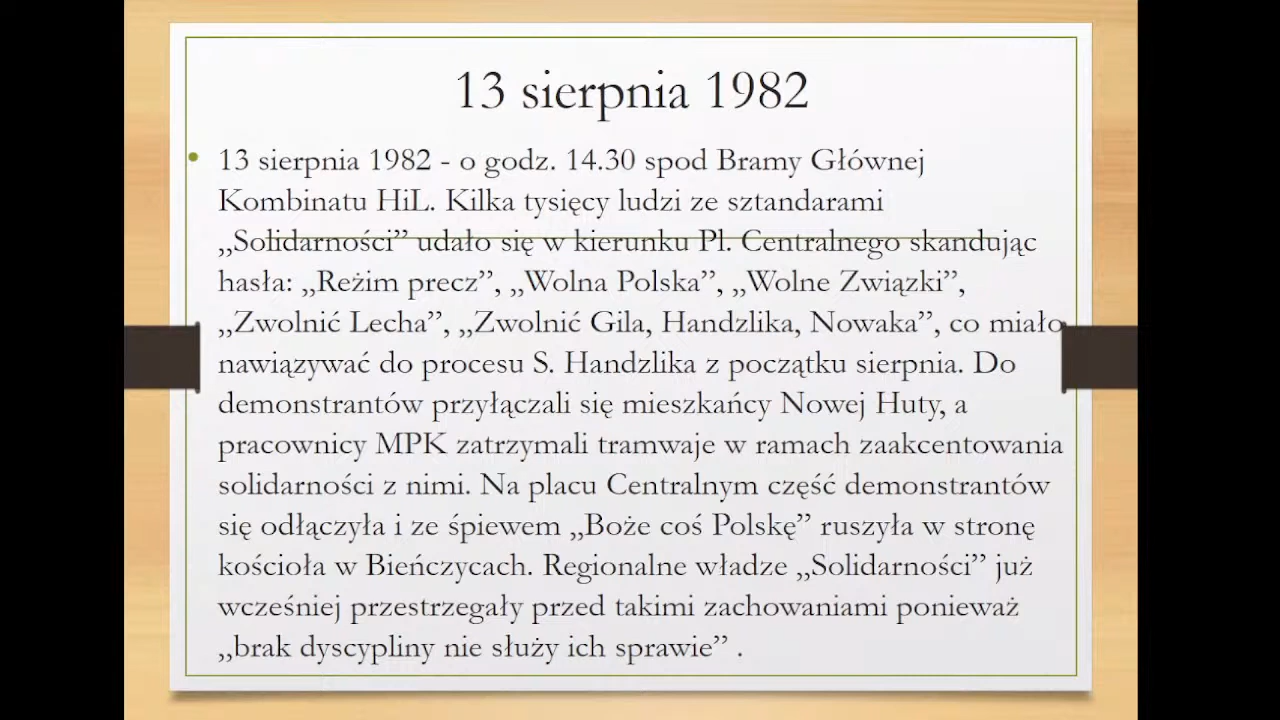 13 sierpnia 1982
• 13 sierpnia 1982 - o godz. 14.30 spod Bramy Głównej
Kombinatu HiL. Kilka tysięcy ludzi ze sztandarami
„Solidarności” udało się w kierunku Pl. Centralnego skandując
hasła: „Reżim precz”, „Wolna Polska”, „Wolne Związki”,
„Zwolnić Lecha”, „Zwolnić Gila, Handzlika, Nowaka”, co miało
nawiązywać do procesu S. Handzlika z początku sierpnia. Do
demonstrantów przyłączali się mieszkańcy Nowej Huty, a
pracownicy MPK zatrzymali tramwaje w ramach zaakcentowania
solidarności z nimi. Na placu Centralnym część demonstrantów
się odłączyła i ze śpiewem „Boże coś Polskę” ruszyła w stronę
kościoła w Bieńczycach. Regionalne władze „Solidarności” już
wcześniej przestrzegały przed takimi zachowaniami ponieważ
„brak dyscypliny nie służy ich sprawie” .